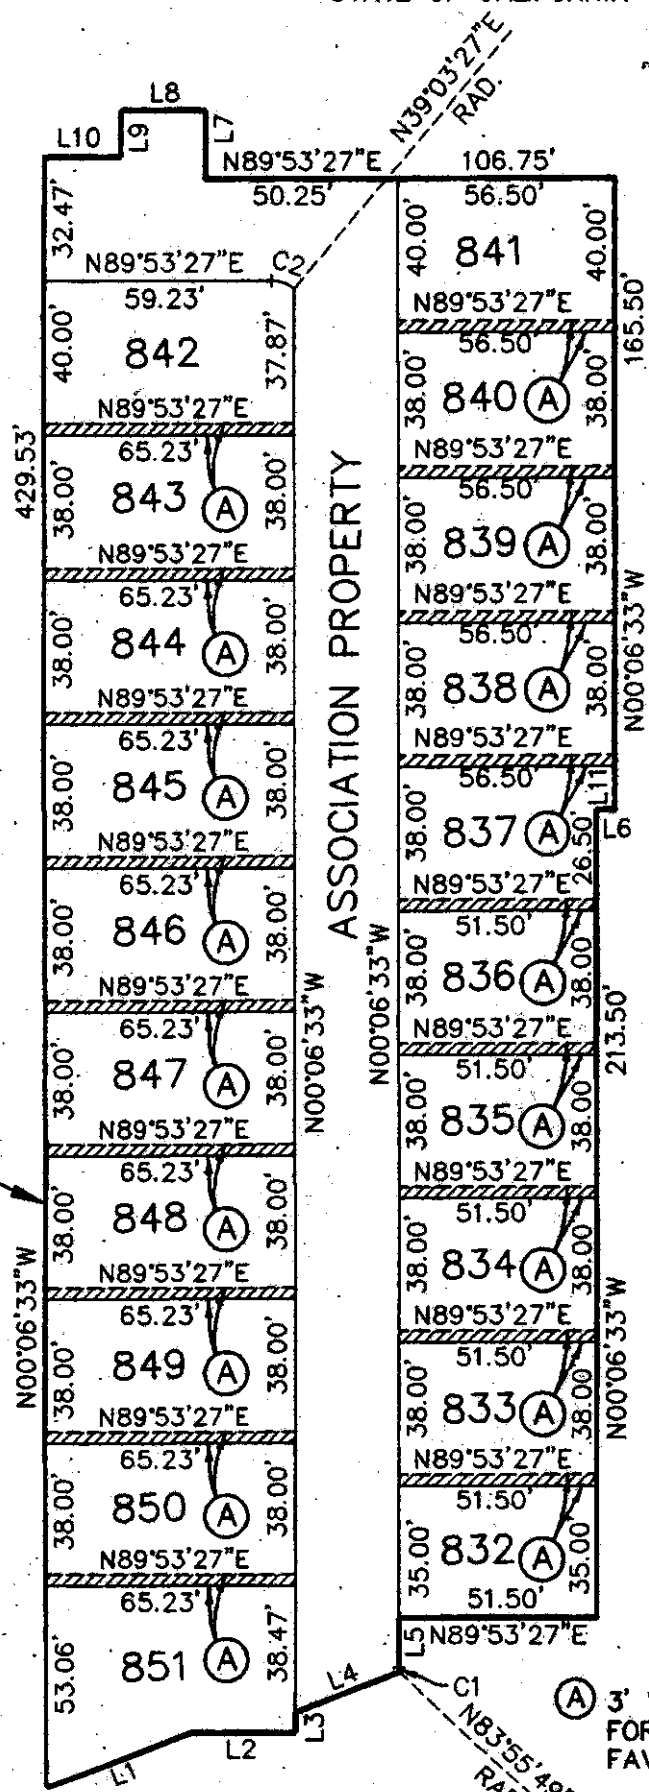 N39°03'27"E
RAD.
L8
L10
L9
L7
N89°53'27"E
106.75'
50.25'
56.50'
32.47'
40.00'
841
40.00'
N89°53'27"E
C2
59.23'
N89°53'27"E
165.50'
40.00'
842
37.87'
56.50'
38.00'
840
A
38.00'
N89°53'27"E
N89°53'27"E
429.53'
65.23'
56.50'
38.00'
843
A
38.00'
38.00'
839
A
38.00'
N89°53'27"E
N89°53'27"E
65.23'
56.50'
38.00'
844
A
38.00'
38.00'
838
A
38.00'
N00°06'33"W
ASSOCIATION PROPERTY
N89°53'27"E
N89°53'27"E
65.23'
56.50'
L11
L6
38.00'
845
A
38.00'
38.00'
837
A
26.50'
N89°53'27"E
N89°53'27"E
65.23'
51.50'
38.00'
846
A
38.00'
N00°06'33"W
38.00'
836
A
38.00'
N89°53'27"E
N89°53'27"E
213.50'
65.23'
51.50'
38.00'
847
A
38.00'
N00°06'33"W
38.00'
835
A
38.00'
N89°53'27"E
N89°53'27"E
65.23'
51.50'
38.00'
848
A
38.00'
38.00'
834
A
38.00'
N89°53'27"E
N89°53'27"E
N00°06'33"W
65.23'
51.50'
38.00'
849
A
38.00'
38.00'
833
A
38.00'
N00°06'33"W
N89°53'27"E
N89°53'27"E
65.23'
51.50'
38.00'
850
A
38.00'
35.00'
832
A
35.00'
N89°53'27"E
51.50'
65.23'
L5
N89°53'27"E
53.06'
851
A
38.47'
L4
C1
L3
L2
L1
N83°55'49"
A 3'
FOR
FAV